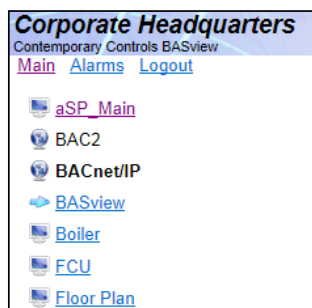 Corporate Headquarters
Contemporary Controls BASview
Main Alarms Logout
aSP_Main
BAC2
BACnet/IP
BASview
Boiler
FCU
Floor Plan